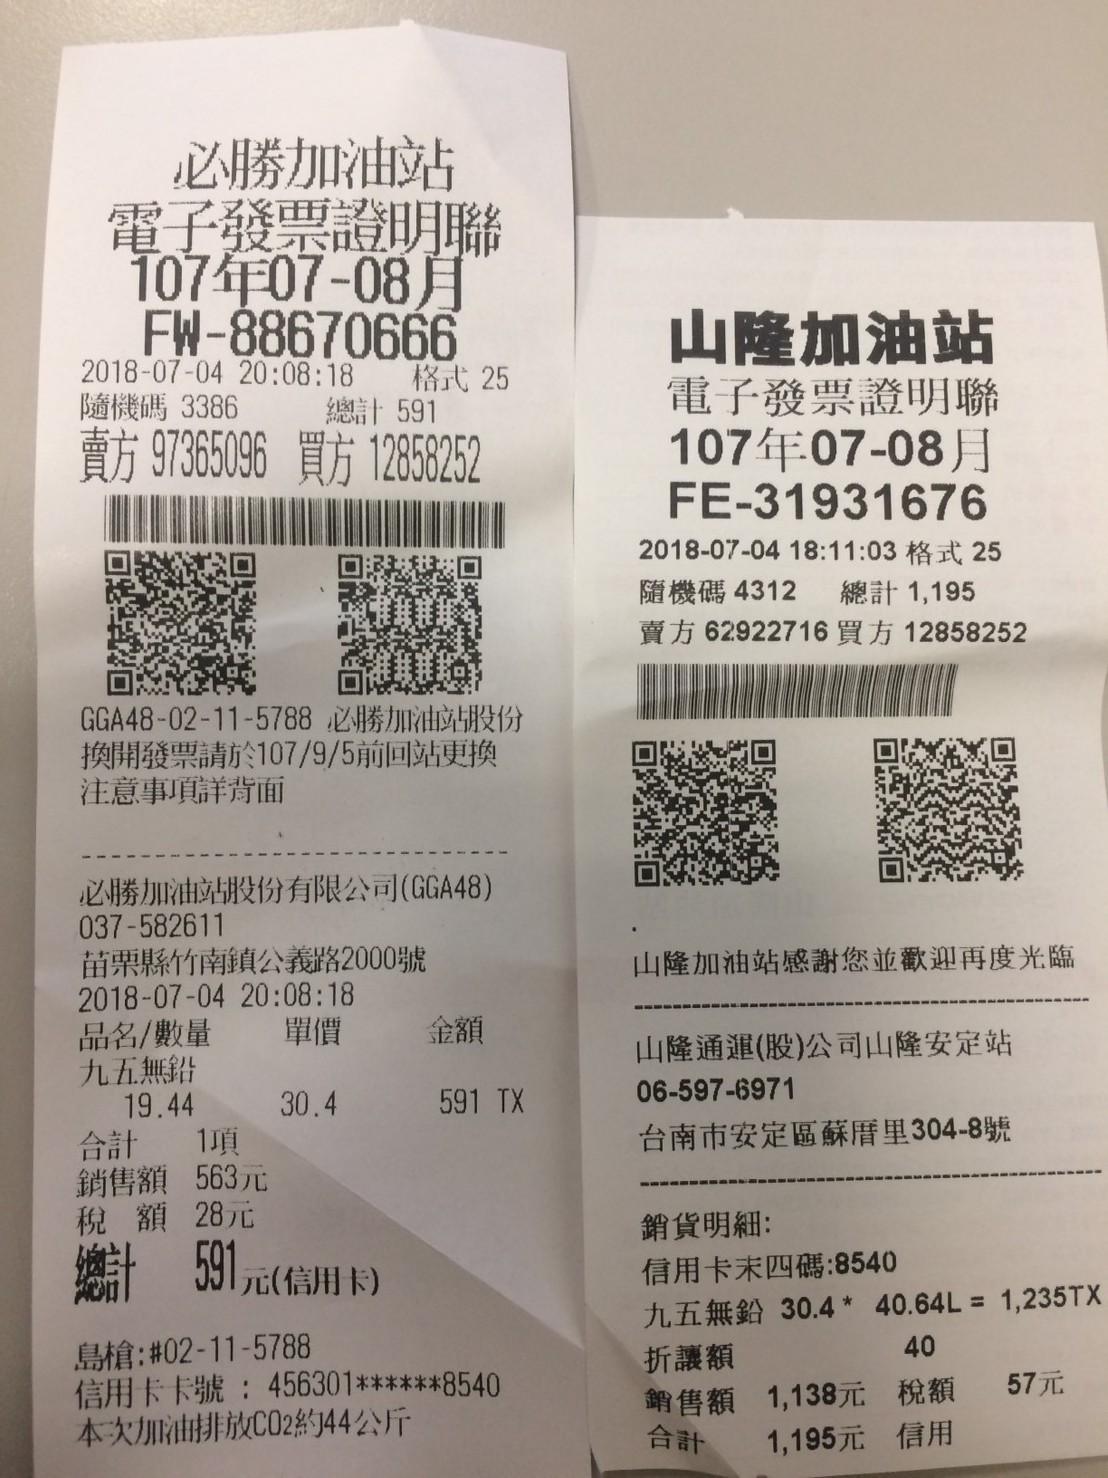 必勝加油站
電子發票證明聯
107年07-08月
FW-88670666
2018-07-04 20:08:18 格式 25
隨機碼 3386 總計 591
賣方 97365096 買方 12858252
GGA48-02-11-5788 必勝加油站股份
換開發票請於107/9/5前回站更換
注意事項詳背面
必勝加油站股份有限公司(GGA48)
037-582611
苗栗縣竹南鎮公義路2000號
2018-07-04 20:08:18
品名/數量 單價 金額
九五無鉛
19.44 30.4 591 TX
合計 1項
銷售額 563元
稅 額 28元
總計 591元(信用卡)
島槍:#02-11-5788
信用卡卡號 : 456301******8540
本次加油排放CO2約44公斤
山隆加油站
電子發票證明聯
107年07-08月
FE-31931676
2018-07-04 18:11:03 格式 25
隨機碼 4312 總計 1,195
賣方 62922716 買方 12858252
山隆加油站感謝您並歡迎再度光臨
山隆通運(股)公司山隆安定站
06-597-6971
台南市安定區蘇厝里304-8號
銷貨明細:
信用卡末四碼:8540
九五無鉛 30.4 * 40.64L = 1,235TX
折讓額 40
銷售額 1,138元 稅額 57元
合計 1,195元 信用